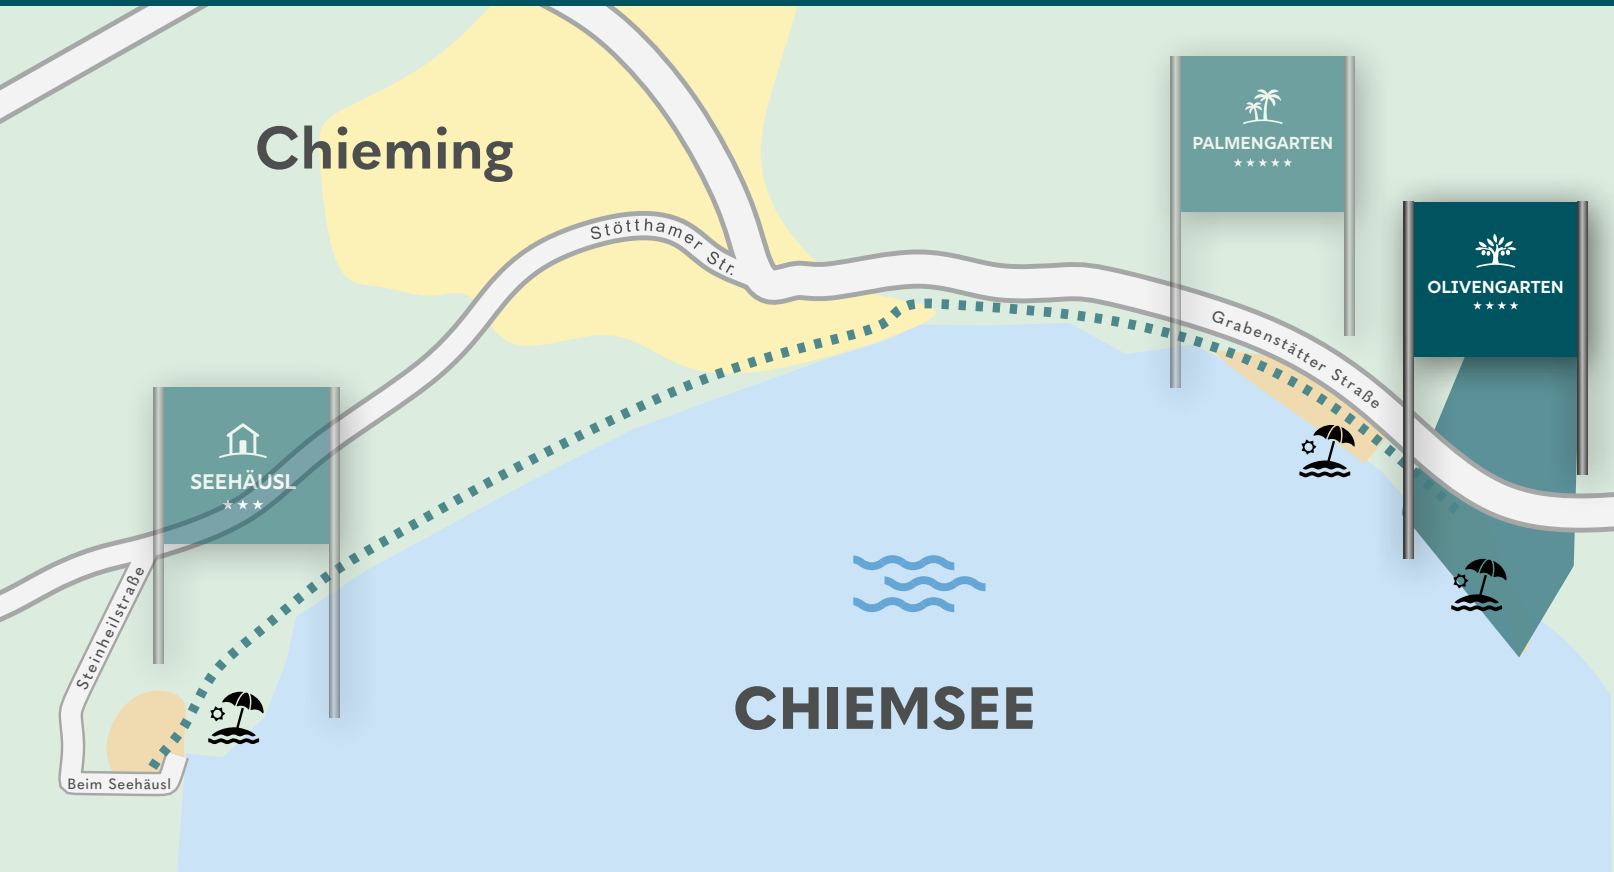 Chieming
PALMENGARTEN
★★★★★
Stötthamer Str.
OLIVENGARTEN
★★★★
Grabenstätter Straße
SEEHÄUSL
★★★
Steinheilstraße
CHIEMSEE
Beim Seehäusl